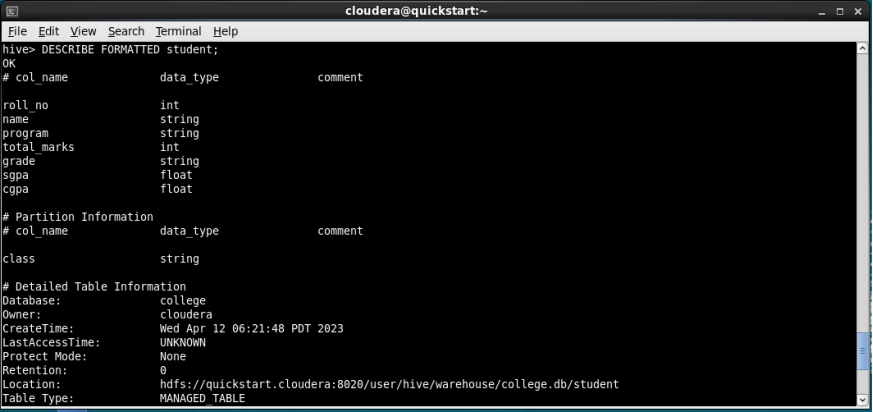 cloudera@quickstart:~
File Edit View Search Terminal Help
hive> DESCRIBE FORMATTED student;
OK
# col_name data_type comment
roll_no int
name string
program string
total_marks int
grade string
sgpa float
cgpa float
# Partition Information
# col_name data_type comment
class string
# Detailed Table Information
Database: college
Owner: cloudera
CreateTime: Wed Apr 12 06:21:48 PDT 2023
LastAccessTime: UNKNOWN
Protect Mode: None
Retention: 0
Location: hdfs://quickstart.cloudera:8020/user/hive/warehouse/college.db/student
Table Type: MANAGED_TABLE